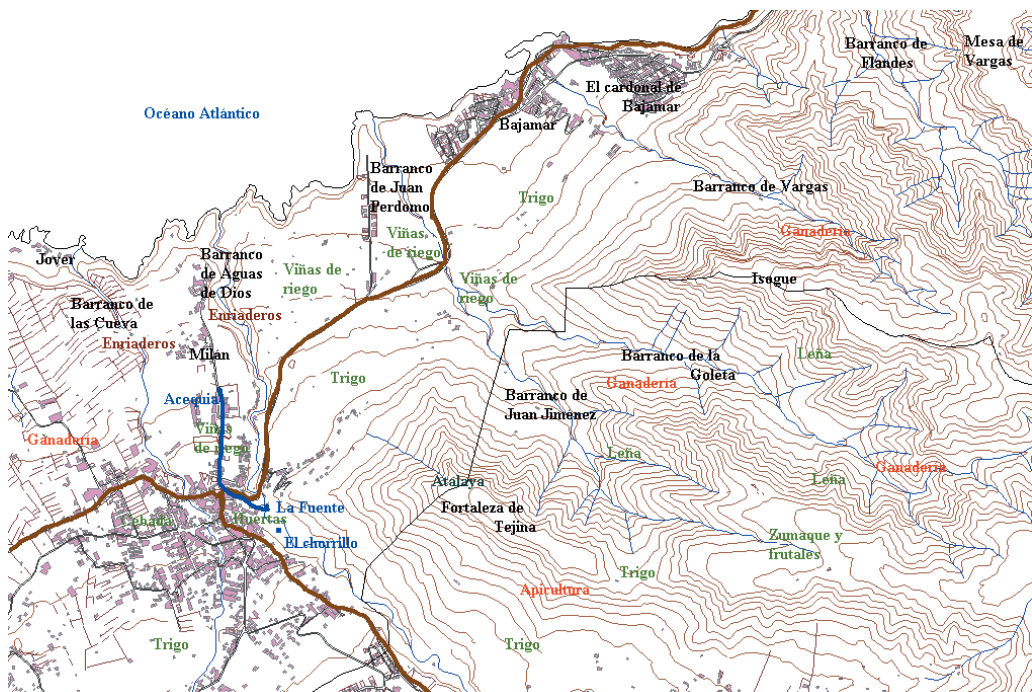 Barranco de
Flandes
Mesa de
Vargas
El cardonal de
Bajamar
Océano Atlántico
Bajamar
Barranco
de Juan
Perdomo
Barranco de Vargas
Trigo
Viñas
de riego
Ganadería
Jover
Barranco
de Aguas
de Dios
Viñas de
riego
Viñas de
riego
Isogue
Barranco de
las Cueva
Enriaderos
Enriaderos
Milán
Trigo
Barranco de la
Goleta
Leña
Ganadería
Acequia
Barranco de
Juan Jimenez
Viñas
de riego
Ganadería
Leña
Ganadería
Atalaya
Leña
La Fuente
Fortaleza de
Tejina
Cebada
Huertas
El chorrillo
Zumaque y
frutales
Trigo
Apicultura
Trigo
Trigo